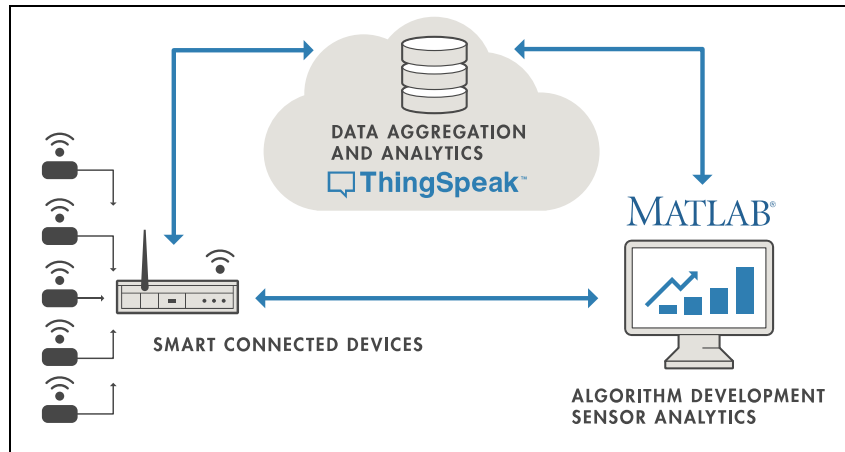 DATA AGGREGATION
AND ANALYTICS
ThingSpeak™
MATLAB®
SMART CONNECTED DEVICES
ALGORITHM DEVELOPMENT
SENSOR ANALYTICS